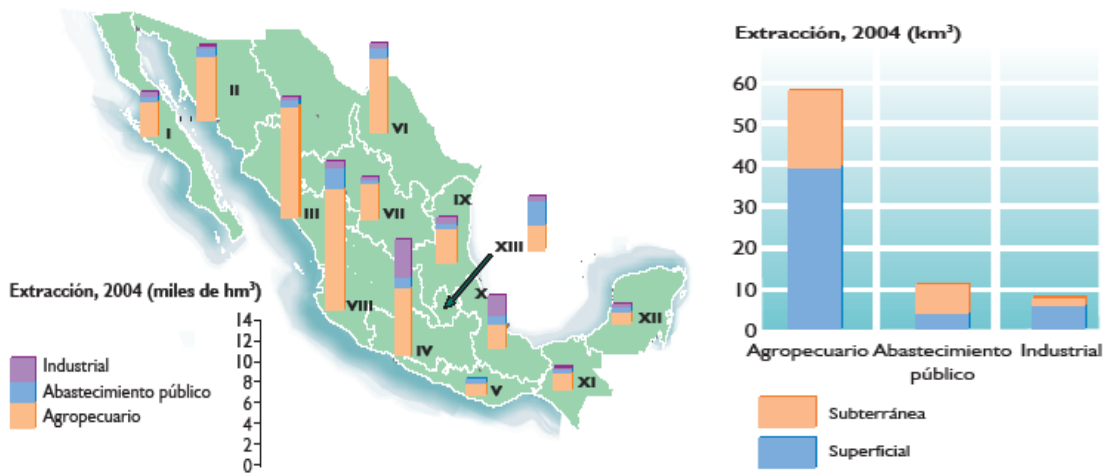 I
II
III
VI
VII
VIII
IX
XIII
X
IV
V
XI
XII
Extracción, 2004 (miles de hm³)
14
12
10
8
6
4
2
0
Industrial
Abastecimiento público
Agropecuario
Extracción, 2004 (km³)
60
50
40
30
20
10
0
Agropecuario
Abastecimiento
público
Industrial
Subterránea
Superficial